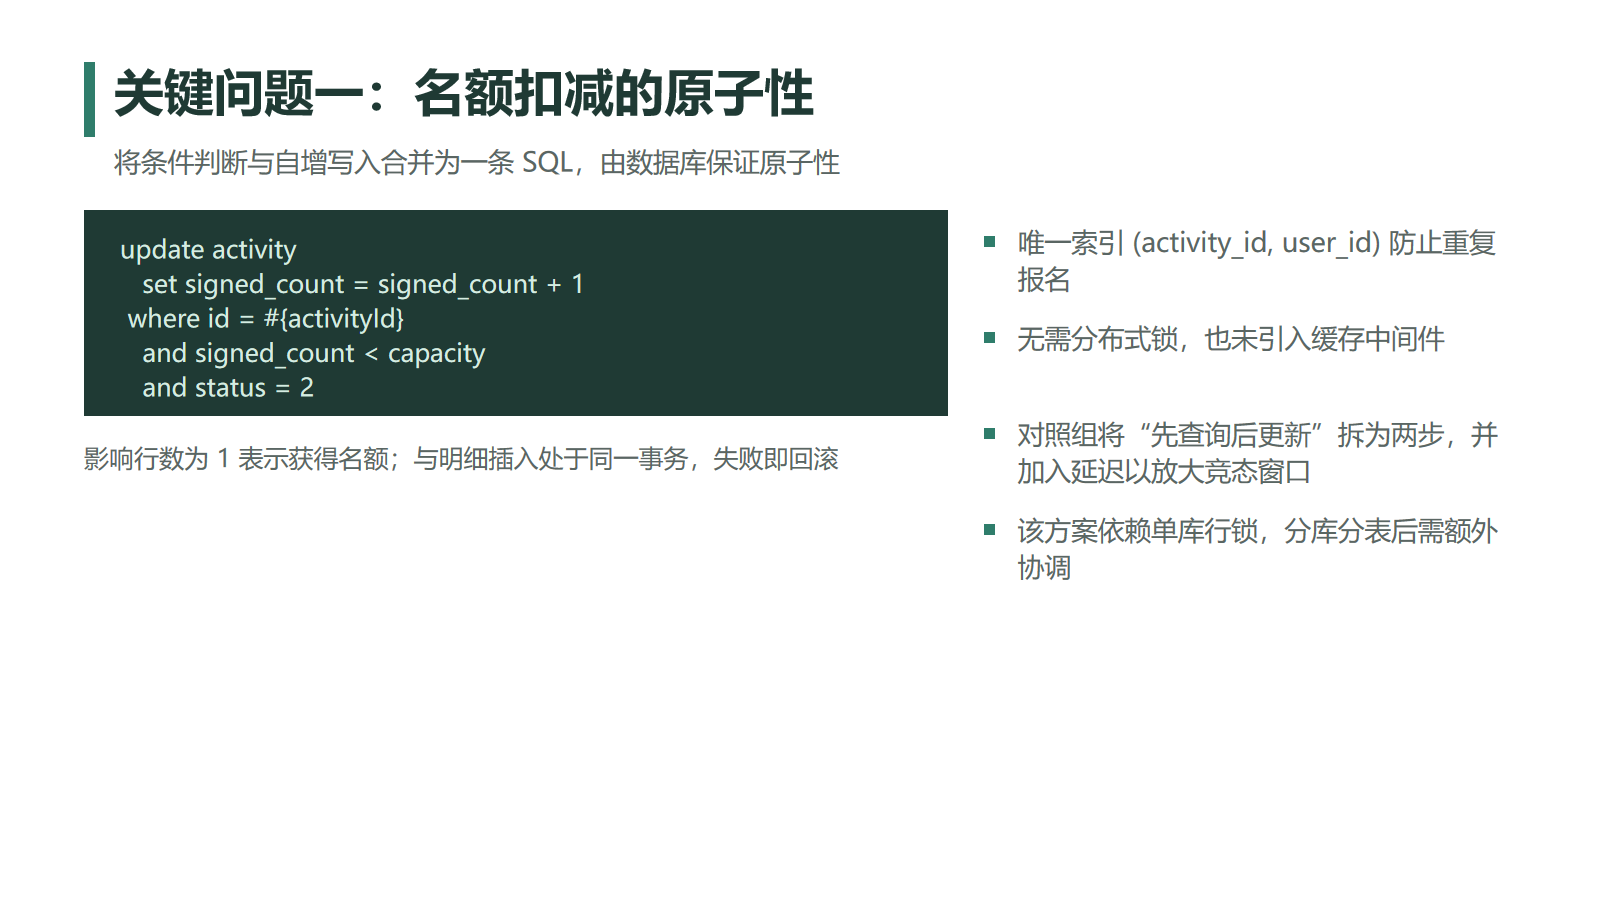 关键问题一：名额扣减的原子性
将条件判断与自增写入合并为一条 SQL，由数据库保证原子性
update activity
set signed_count = signed_count + 1
where id = #{activityId}
and signed_count < capacity
and status = 2
影响行数为 1 表示获得名额；与明细插入处于同一事务，失败即回滚
唯一索引 (activity_id, user_id) 防止重复
报名
无需分布式锁，也未引入缓存中间件
对照组将“先查询后更新”拆为两步，并
加入延迟以放大竞态窗口
该方案依赖单库行锁，分库分表后需额外
协调